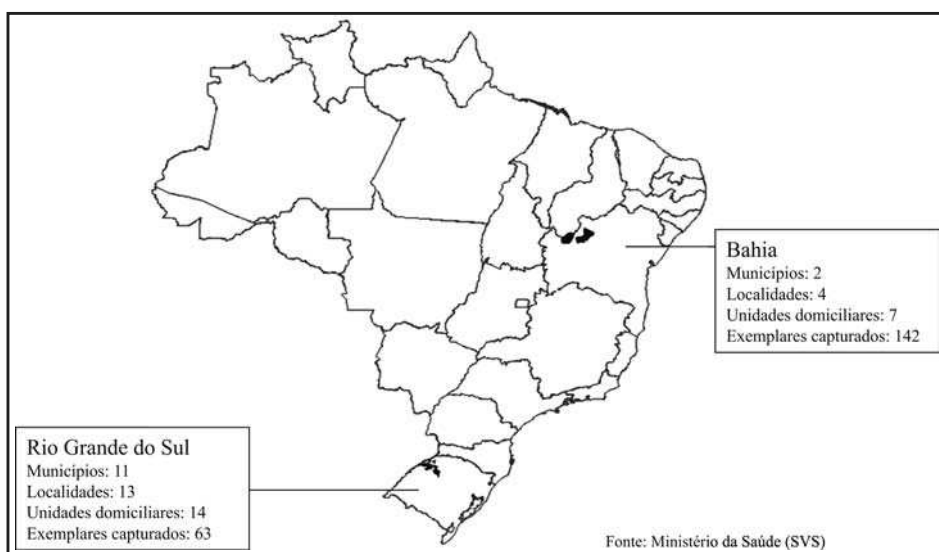 Bahia
Municípios: 2
Localidades: 4
Unidades domiciliares: 7
Exemplares capturados: 142
Rio Grande do Sul
Municípios: 11
Localidades: 13
Unidades domiciliares: 14
Exemplares capturados: 63
Fonte: Ministério da Saúde (SVS)